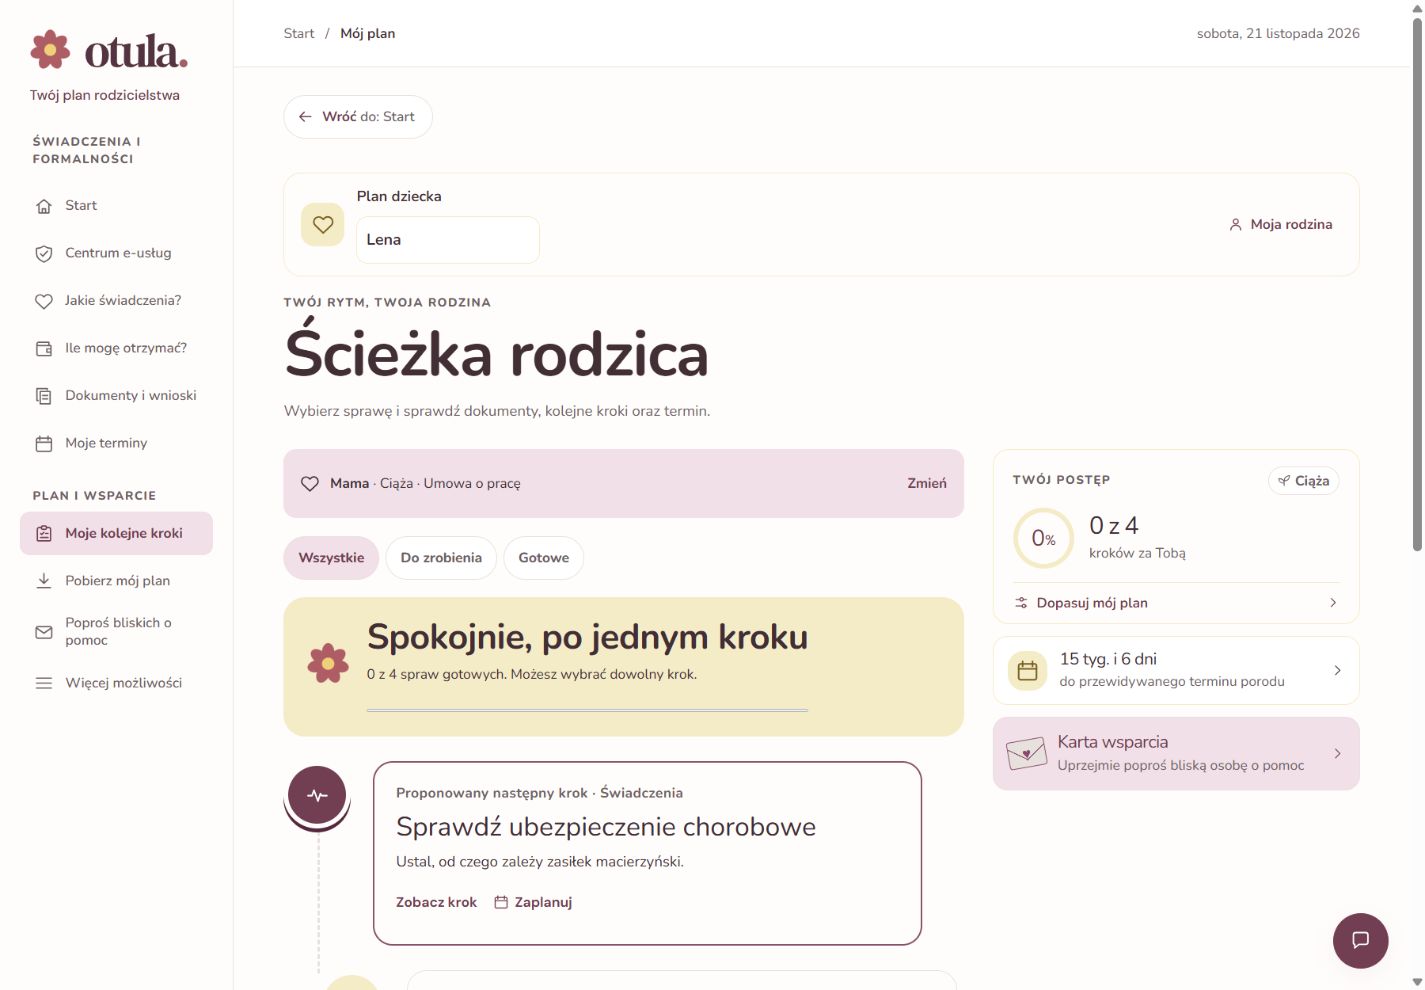 otula.
Twój plan rodzicielstwa
ŚWIADCZENIA I
FORMALNOŚCI
Start
Centrum e-usług
Jakie świadczenia?
Ile mogę otrzymać?
Dokumenty i wnioski
Moje terminy
PLAN I WSPARCIE
Moje kolejne kroki
Pobierz mój plan
Poproś bliskich o
pomoc
Więcej możliwości
Start / Mój plan
sobota, 21 listopada 2026
Wróć do: Start
Plan dziecka
Lena
Moja rodzina
TWÓJ RYTM, TWOJA RODZINA
Ścieżka rodzica
Wybierz sprawę i sprawdź dokumenty, kolejne kroki oraz termin.
Mama · Ciąża · Umowa o pracę
Zmień
Wszystkie
Do zrobienia
Gotowe
Spokojnie, po jednym kroku
0 z 4 spraw gotowych. Możesz wybrać dowolny krok.
Proponowany następny krok · Świadczenia
Sprawdź ubezpieczenie chorobowe
Ustal, od czego zależy zasiłek macierzyński.
Zobacz krok
Zaplanuj
TWÓJ POSTĘP
Ciąża
0%
0 z 4
kroków za Tobą
Dopasuj mój plan
15 tyg. i 6 dni
do przewidywanego terminu porodu
Karta wsparcia
Uprzejmie poproś bliską osobę o pomoc